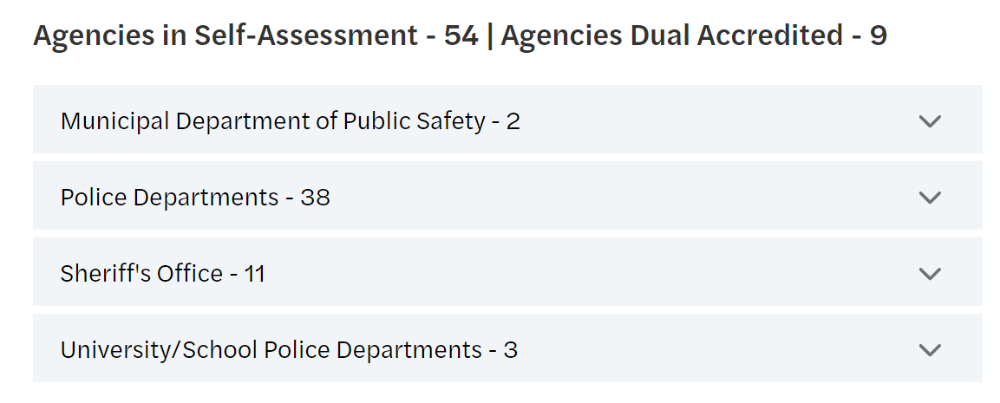 Agencies in Self-Assessment - 54 | Agencies Dual Accredited - 9
Municipal Department of Public Safety - 2
Police Departments - 38
Sheriff's Office - 11
University/School Police Departments - 3